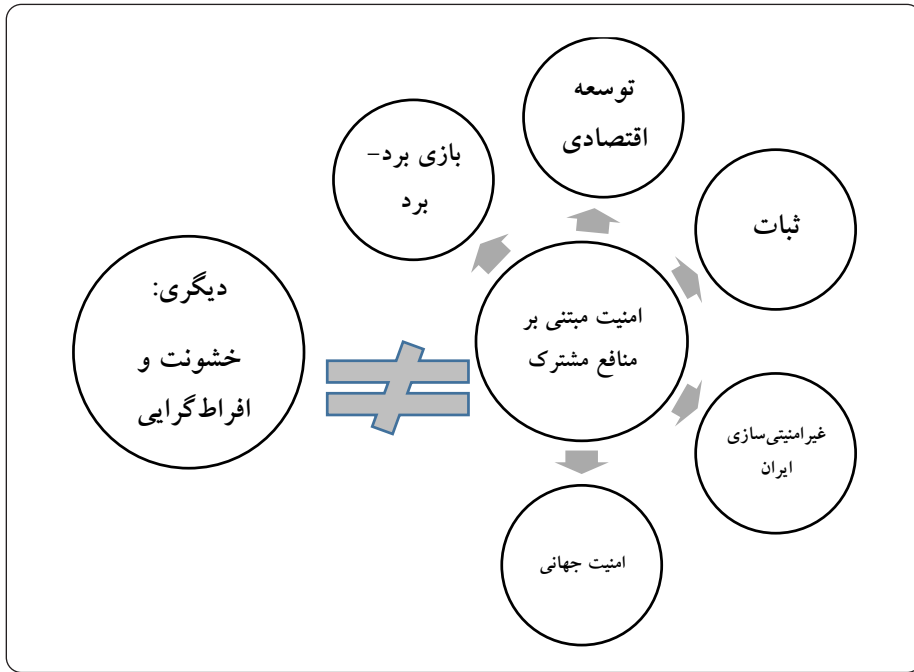 توسعه
اقتصادی
بازی برد–
برد
ثبات
دیگری:
خشونت و
افراط‌گرایی
امنیت مبتنی بر
منافع مشترک
غیرامنیتی‌سازی
ایران
امنیت جهانی